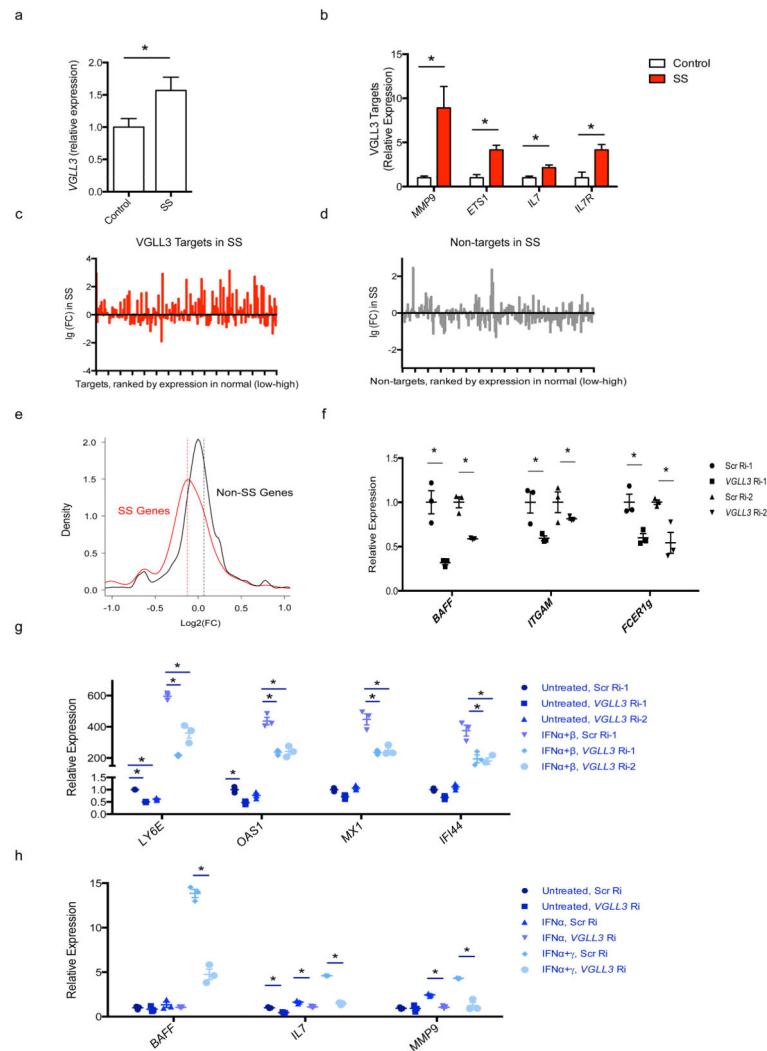 a
*
VGLL3 (relative expression)
2.0
1.5
1.0
0.5
0.0
Control
SS
b
Control
SS
VGLL3 Targets
(Relative Expression)
15
10
5
0
*
*
*
*
MMP9
ETS1
IL7
IL7R
c
VGLL3 Targets in SS
lg (FC) in SS
4
2
0
-2
-4
Targets, ranked by expression in normal (low-high)
d
Non-targets in SS
lg (FC) in SS
2
0
-2
Non-targets, ranked by expression in normal (low-high)
e
Density
2.0
1.5
1.0
0.5
0.0
SS Genes
Non-SS Genes
-1.0
-0.5
0.0
0.5
1.0
Log2(FC)
f
Relative Expression
1.5
1.0
0.5
0.0
* * * * * *
BAFF
ITGAM
FCER1g
Scr Ri-1
VGLL3 Ri-1
Scr Ri-2
VGLL3 Ri-2
g
Relative Expression
600
400
200
1.0
0.5
0.0
* * * * * * * * * * *
LY6E
OAS1
MX1
IFI44
Untreated, Scr Ri-1
Untreated, VGLL3 Ri-1
Untreated, VGLL3 Ri-2
IFNα+β, Scr Ri-1
IFNα+β, VGLL3 Ri-1
IFNα+β, VGLL3 Ri-2
h
Relative Expression
15
10
5
0
* * * * * *
BAFF
IL7
MMP9
Untreated, Scr Ri
Untreated, VGLL3 Ri
IFNα, Scr Ri
IFNα, VGLL3 Ri
IFNα+γ, Scr Ri
IFNα+γ, VGLL3 Ri